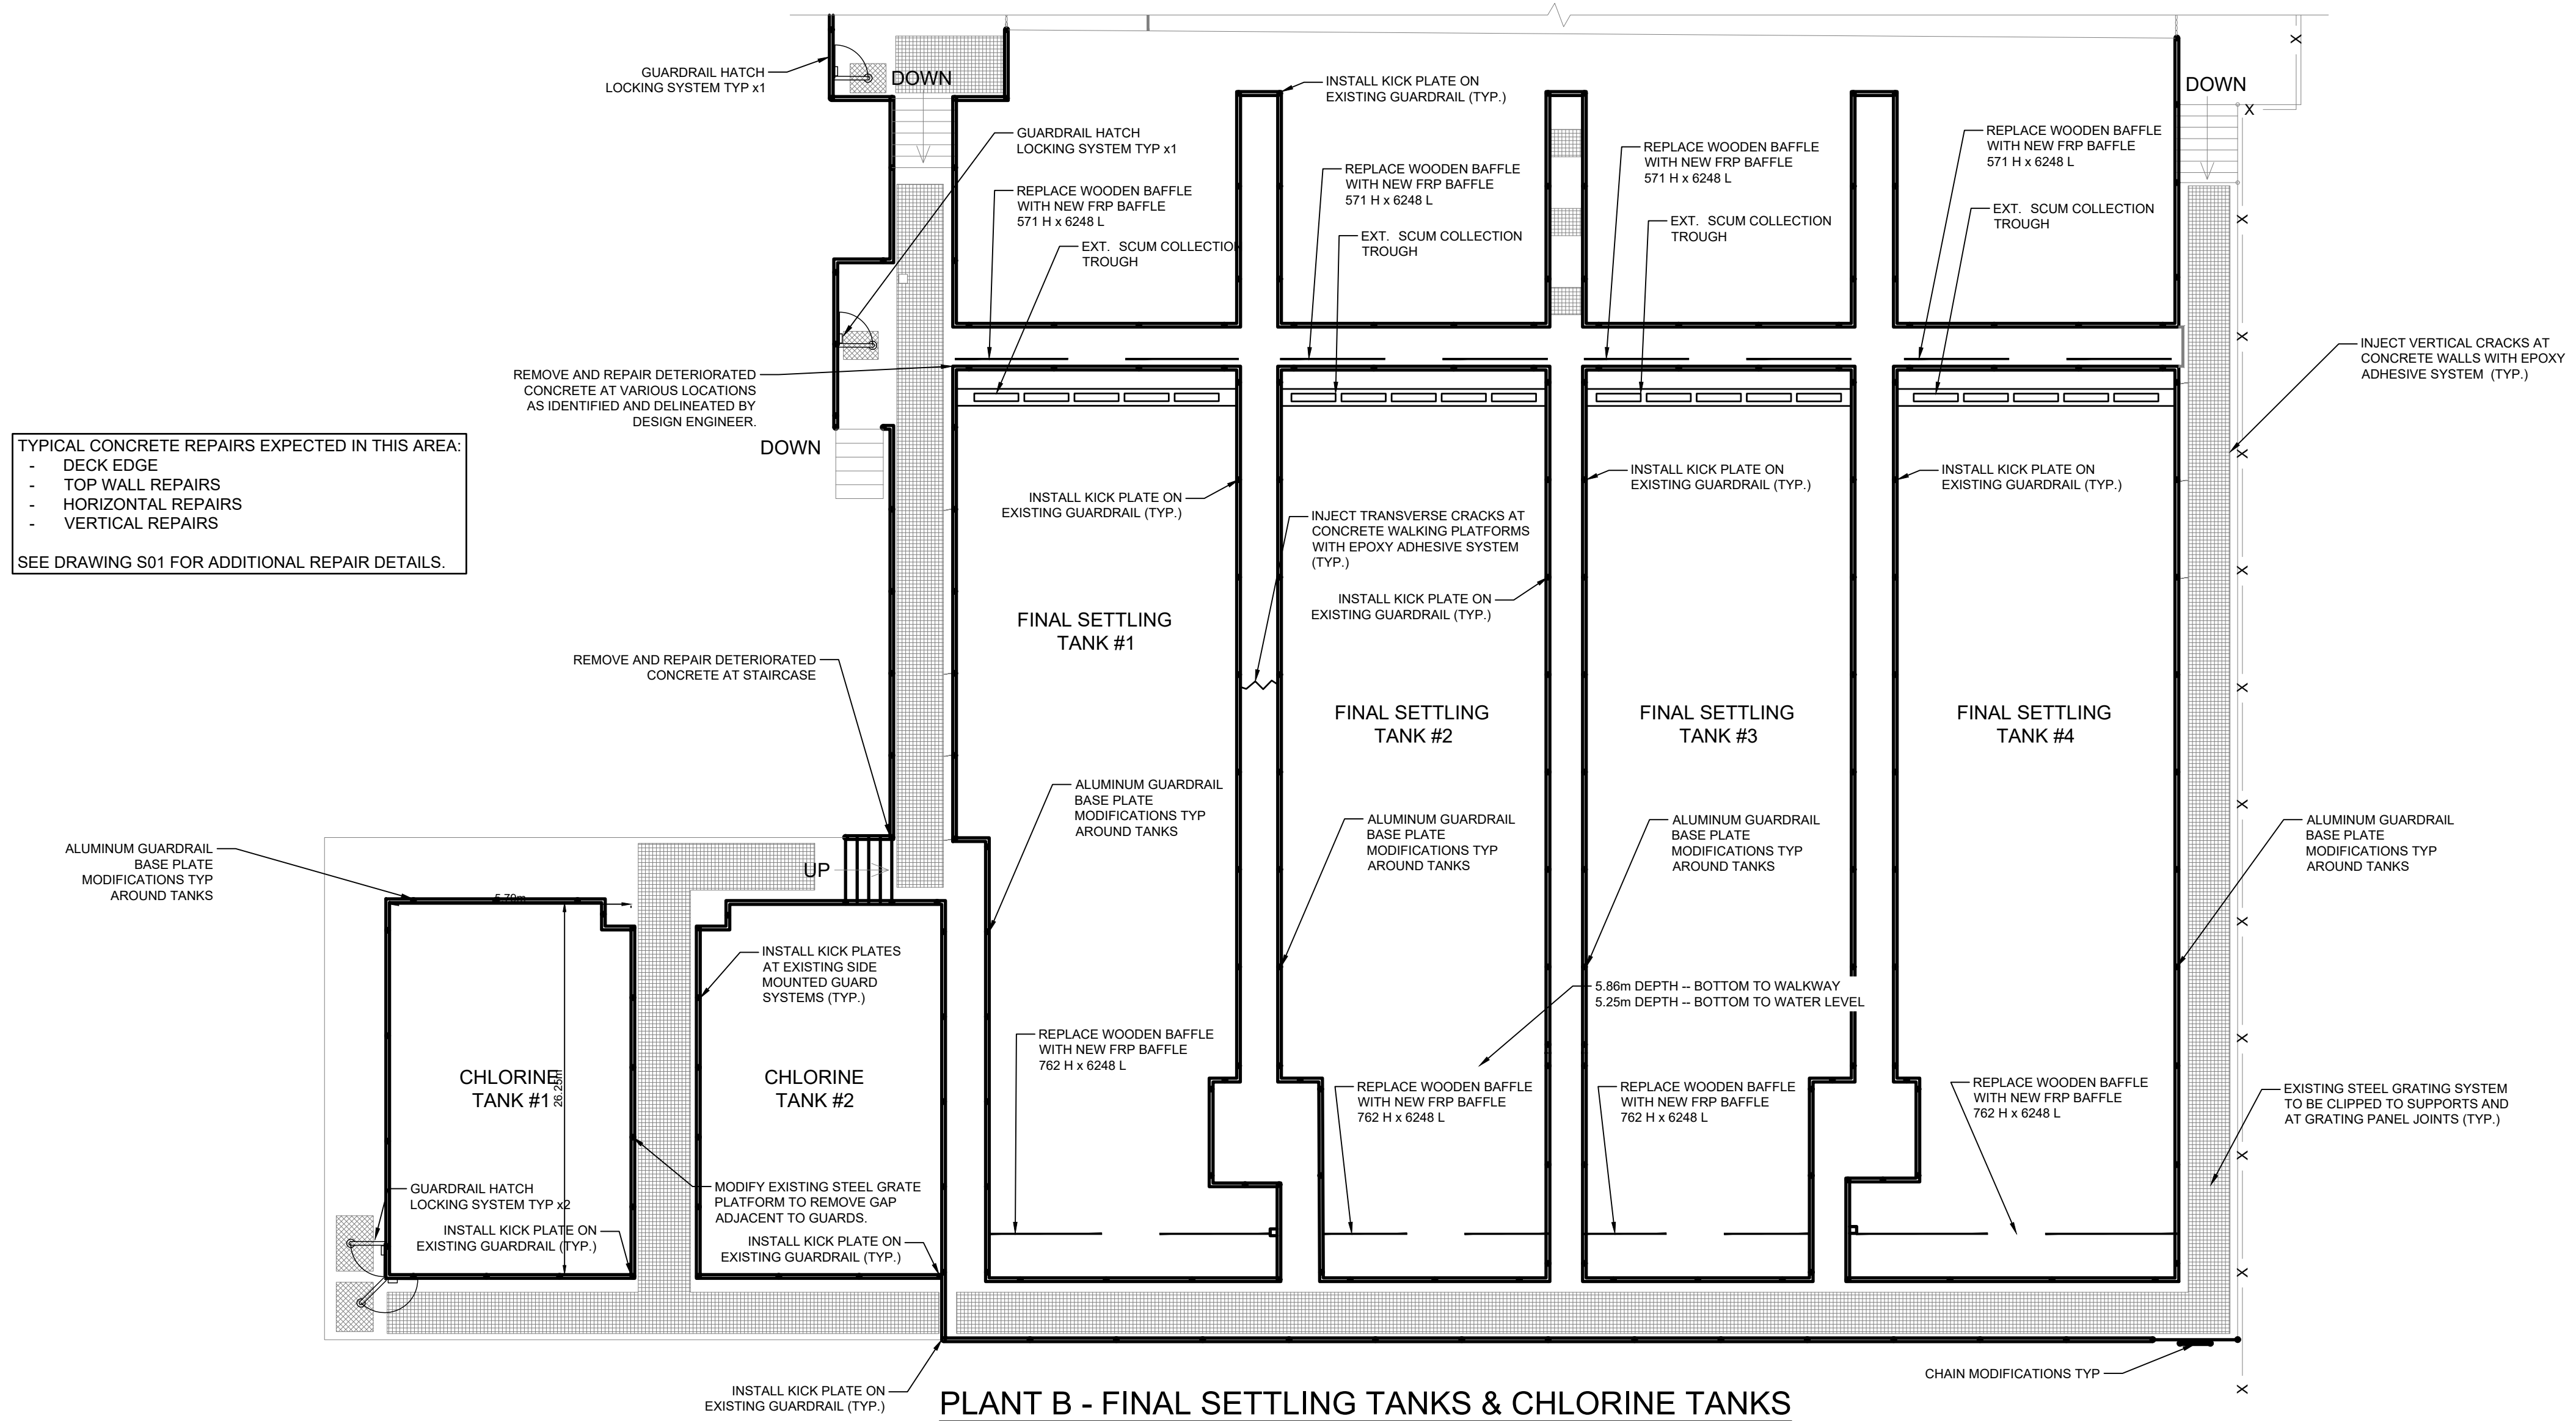 GUARDRAIL HATCH
LOCKING SYSTEM TYP x1
DOWN
INSTALL KICK PLATE ON
EXISTING GUARDRAIL (TYP.)
DOWN
X
X
GUARDRAIL HATCH
LOCKING SYSTEM TYP x1
REPLACE WOODEN BAFFLE
WITH NEW FRP BAFFLE
571 H x 6248 L
EXT. SCUM COLLECTION
TROUGH
REPLACE WOODEN BAFFLE
WITH NEW FRP BAFFLE
571 H x 6248 L
EXT. SCUM COLLECTION
TROUGH
REPLACE WOODEN BAFFLE
WITH NEW FRP BAFFLE
571 H x 6248 L
EXT. SCUM COLLECTION
TROUGH
REPLACE WOODEN BAFFLE
WITH NEW FRP BAFFLE
571 H x 6248 L
EXT. SCUM COLLECTION
TROUGH
X
X
INJECT VERTICAL CRACKS AT
CONCRETE WALLS WITH EPOXY
ADHESIVE SYSTEM (TYP.)
REMOVE AND REPAIR DETERIORATED
CONCRETE AT VARIOUS LOCATIONS
AS IDENTIFIED AND DELINEATED BY
DESIGN ENGINEER.
DOWN
TYPICAL CONCRETE REPAIRS EXPECTED IN THIS AREA:
- DECK EDGE
- TOP WALL REPAIRS
- HORIZONTAL REPAIRS
- VERTICAL REPAIRS
SEE DRAWING S01 FOR ADDITIONAL REPAIR DETAILS.
INSTALL KICK PLATE ON
EXISTING GUARDRAIL (TYP.)
INJECT TRANSVERSE CRACKS AT
CONCRETE WALKING PLATFORMS
WITH EPOXY ADHESIVE SYSTEM
(TYP.)
INSTALL KICK PLATE ON
EXISTING GUARDRAIL (TYP.)
INSTALL KICK PLATE ON
EXISTING GUARDRAIL (TYP.)
INSTALL KICK PLATE ON
EXISTING GUARDRAIL (TYP.)
X
X
X
FINAL SETTLING
TANK #1
FINAL SETTLING
TANK #2
FINAL SETTLING
TANK #3
FINAL SETTLING
TANK #4
REMOVE AND REPAIR DETERIORATED
CONCRETE AT STAIRCASE
ALUMINUM GUARDRAIL
BASE PLATE
MODIFICATIONS TYP
AROUND TANKS
ALUMINUM GUARDRAIL
BASE PLATE
MODIFICATIONS TYP
AROUND TANKS
ALUMINUM GUARDRAIL
BASE PLATE
MODIFICATIONS TYP
AROUND TANKS
X
X
ALUMINUM GUARDRAIL
BASE PLATE
MODIFICATIONS TYP
AROUND TANKS
ALUMINUM GUARDRAIL
BASE PLATE
MODIFICATIONS TYP
AROUND TANKS
UP
5.79m
INSTALL KICK PLATES
AT EXISTING SIDE
MOUNTED GUARD
SYSTEMS (TYP.)
5.86m DEPTH -- BOTTOM TO WALKWAY
5.25m DEPTH -- BOTTOM TO WATER LEVEL
CHLORINE
TANK #1
26.25m
CHLORINE
TANK #2
REPLACE WOODEN BAFFLE
WITH NEW FRP BAFFLE
762 H x 6248 L
REPLACE WOODEN BAFFLE
WITH NEW FRP BAFFLE
762 H x 6248 L
REPLACE WOODEN BAFFLE
WITH NEW FRP BAFFLE
762 H x 6248 L
REPLACE WOODEN BAFFLE
WITH NEW FRP BAFFLE
762 H x 6248 L
X
X
X
EXISTING STEEL GRATING SYSTEM
TO BE CLIPPED TO SUPPORTS AND
AT GRATING PANEL JOINTS (TYP.)
GUARDRAIL HATCH
LOCKING SYSTEM TYP x2
INSTALL KICK PLATE ON
EXISTING GUARDRAIL (TYP.)
MODIFY EXISTING STEEL GRATE
PLATFORM TO REMOVE GAP
ADJACENT TO GUARDS.
INSTALL KICK PLATE ON
EXISTING GUARDRAIL (TYP.)
INSTALL KICK PLATE ON
EXISTING GUARDRAIL (TYP.)
CHAIN MODIFICATIONS TYP
X
PLANT B - FINAL SETTLING TANKS & CHLORINE TANKS